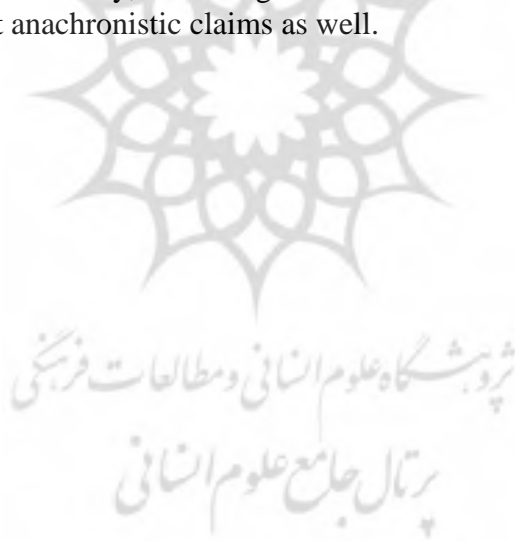 t anachronistic claims as well.
پژوهشگاه علوم انسانی و مطالعات فرهنگی
پرتال جامع علوم انسانی